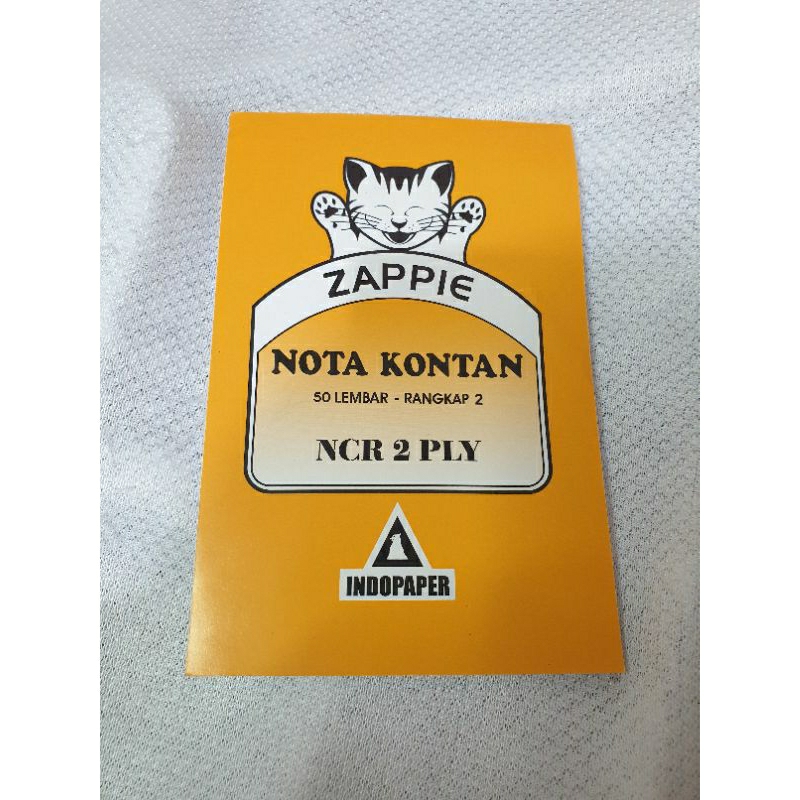 ZAPPIE
NOTA KONTAN
50 LEMBAR - RANGKAP 2
NCR 2 PLY
INDOPAPER